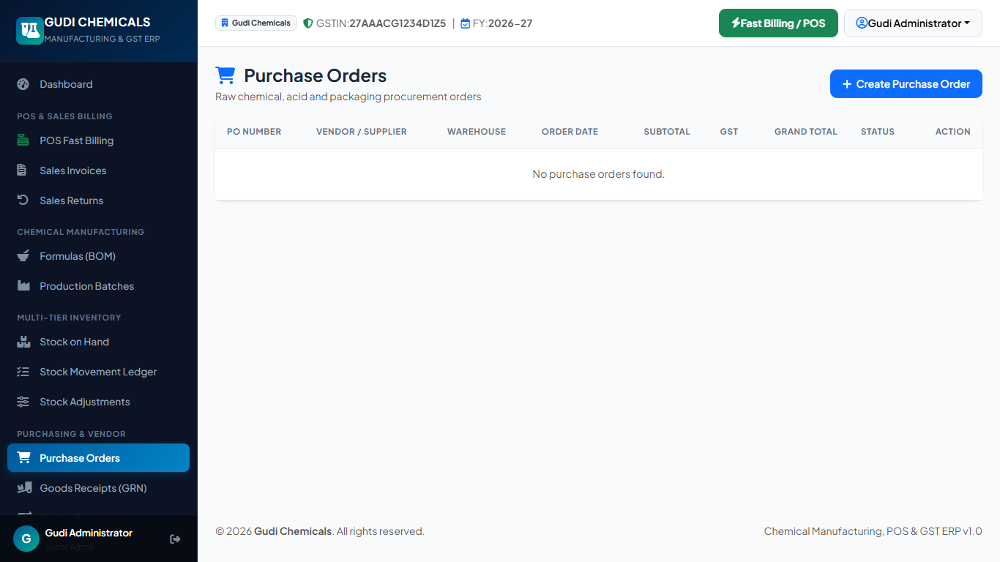 GUDI CHEMICALS
MANUFACTURING & GST ERP
Dashboard
POS & SALES BILLING
POS Fast Billing
Sales Invoices
Sales Returns
CHEMICAL MANUFACTURING
Formulas (BOM)
Production Batches
MULTI-TIER INVENTORY
Stock on Hand
Stock Movement Ledger
Stock Adjustments
PURCHASING & VENDOR
Purchase Orders
Goods Receipts (GRN)
G
Gudi Administrator
Super Admin
Gudi Chemicals GSTIN:27AAACG1234D1Z5 | FY:2026-27
Fast Billing / POS
Gudi Administrator
Purchase Orders
Raw chemical, acid and packaging procurement orders
+ Create Purchase Order
PO NUMBER VENDOR / SUPPLIER WAREHOUSE ORDER DATE SUBTOTAL GST GRAND TOTAL STATUS ACTION
No purchase orders found.
© 2026 Gudi Chemicals. All rights reserved.
Chemical Manufacturing, POS & GST ERP v1.0